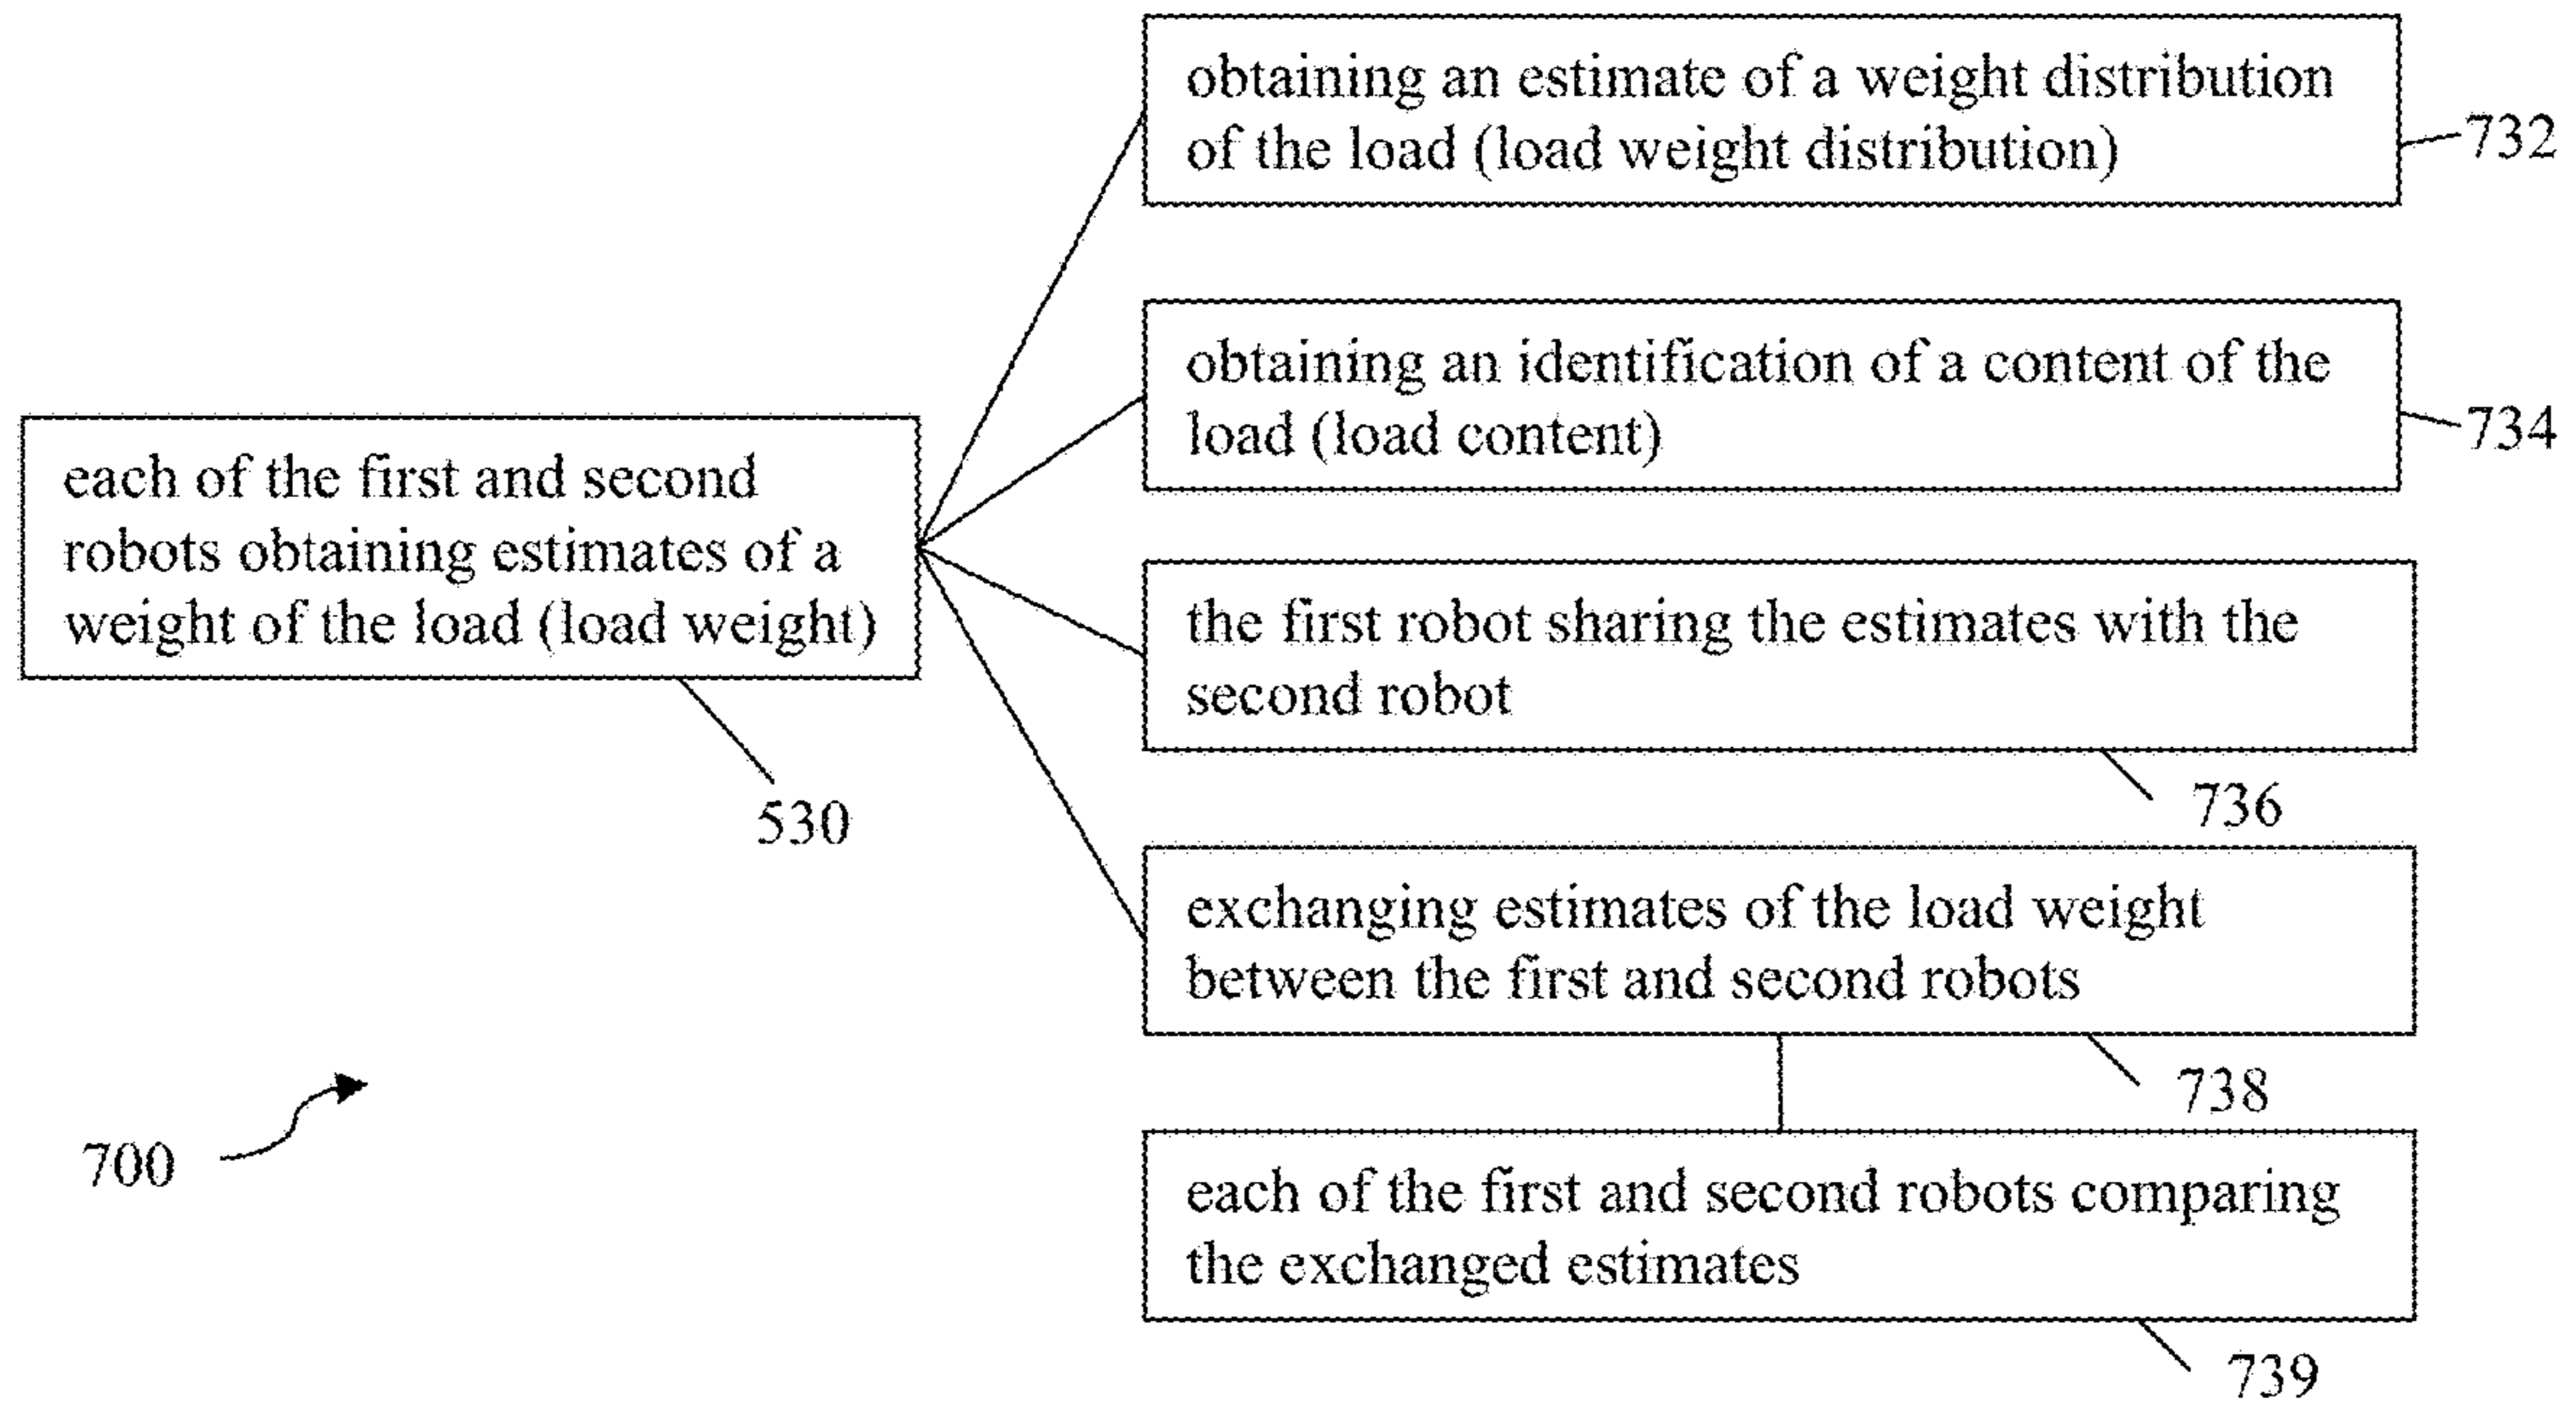 obtaining an estimate of a weight distribution
of the load (load weight distribution)
732
obtaining an identification of a content of the
load (load content)
734
each of the first and second
robots obtaining estimates of a
weight of the load (load weight)
530
the first robot sharing the estimates with the
second robot
736
exchanging estimates of the load weight
between the first and second robots
738
700
each of the first and second robots comparing
the exchanged estimates
739